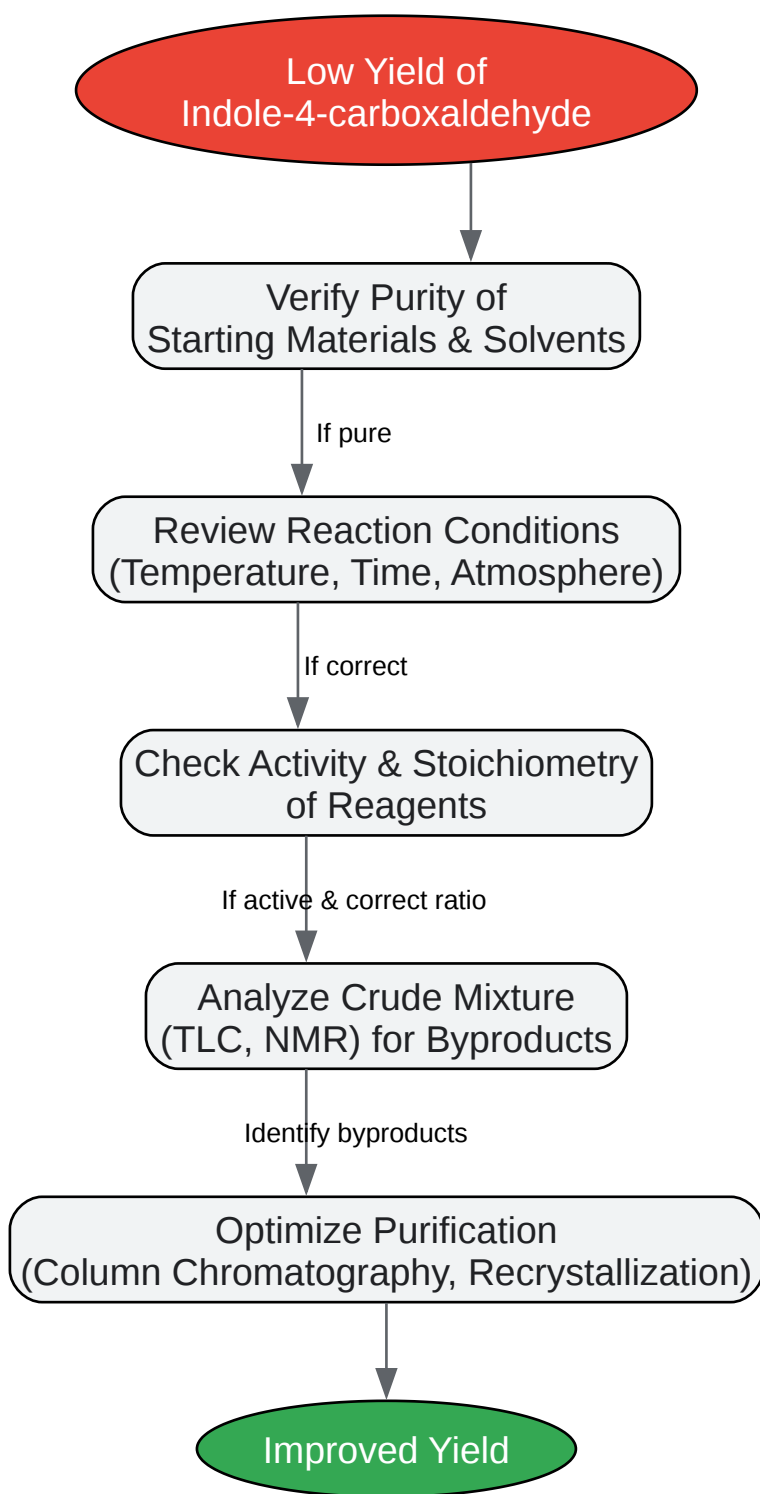 Low Yield of
Indole-4-carboxaldehyde
Verify Purity of
Starting Materials & Solvents
If pure
Review Reaction Conditions
(Temperature, Time, Atmosphere)
If correct
Check Activity & Stoichiometry
of Reagents
If active & correct ratio
Analyze Crude Mixture
(TLC, NMR) for Byproducts
Identify byproducts
Optimize Purification
(Column Chromatography, Recrystallization)
Improved Yield